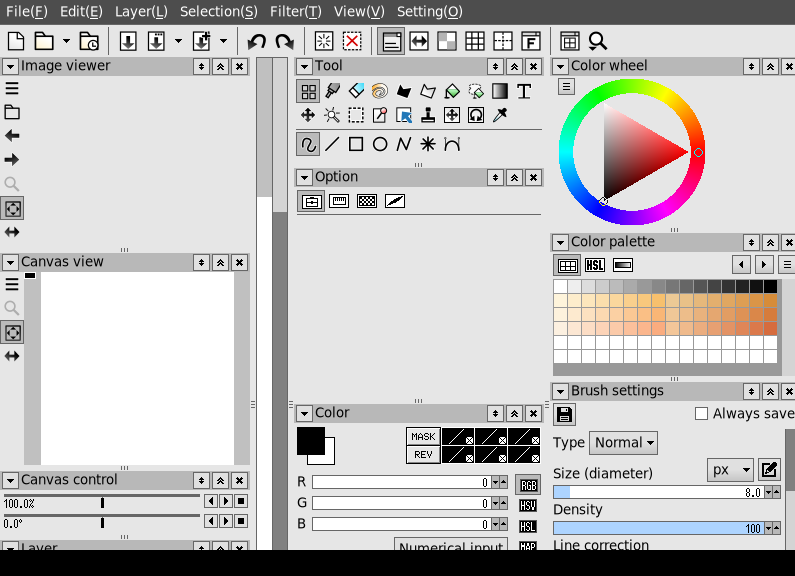 File(F) Edit(E) Layer(L) Selection(S) Filter(T) View(V) Setting(O)
Image viewer
Tool
Color wheel
T
Option
Color palette
HSL
Canvas view
Brush settings
Color
MASK
REV
Always save
Type Normal
Size (diameter) px
8.0
Density
100
Line correction
Canvas control
100.0%
0.0°
R 0 RGB
G 0 HSV
B 0 HSL
Numerical input MAP
Layer